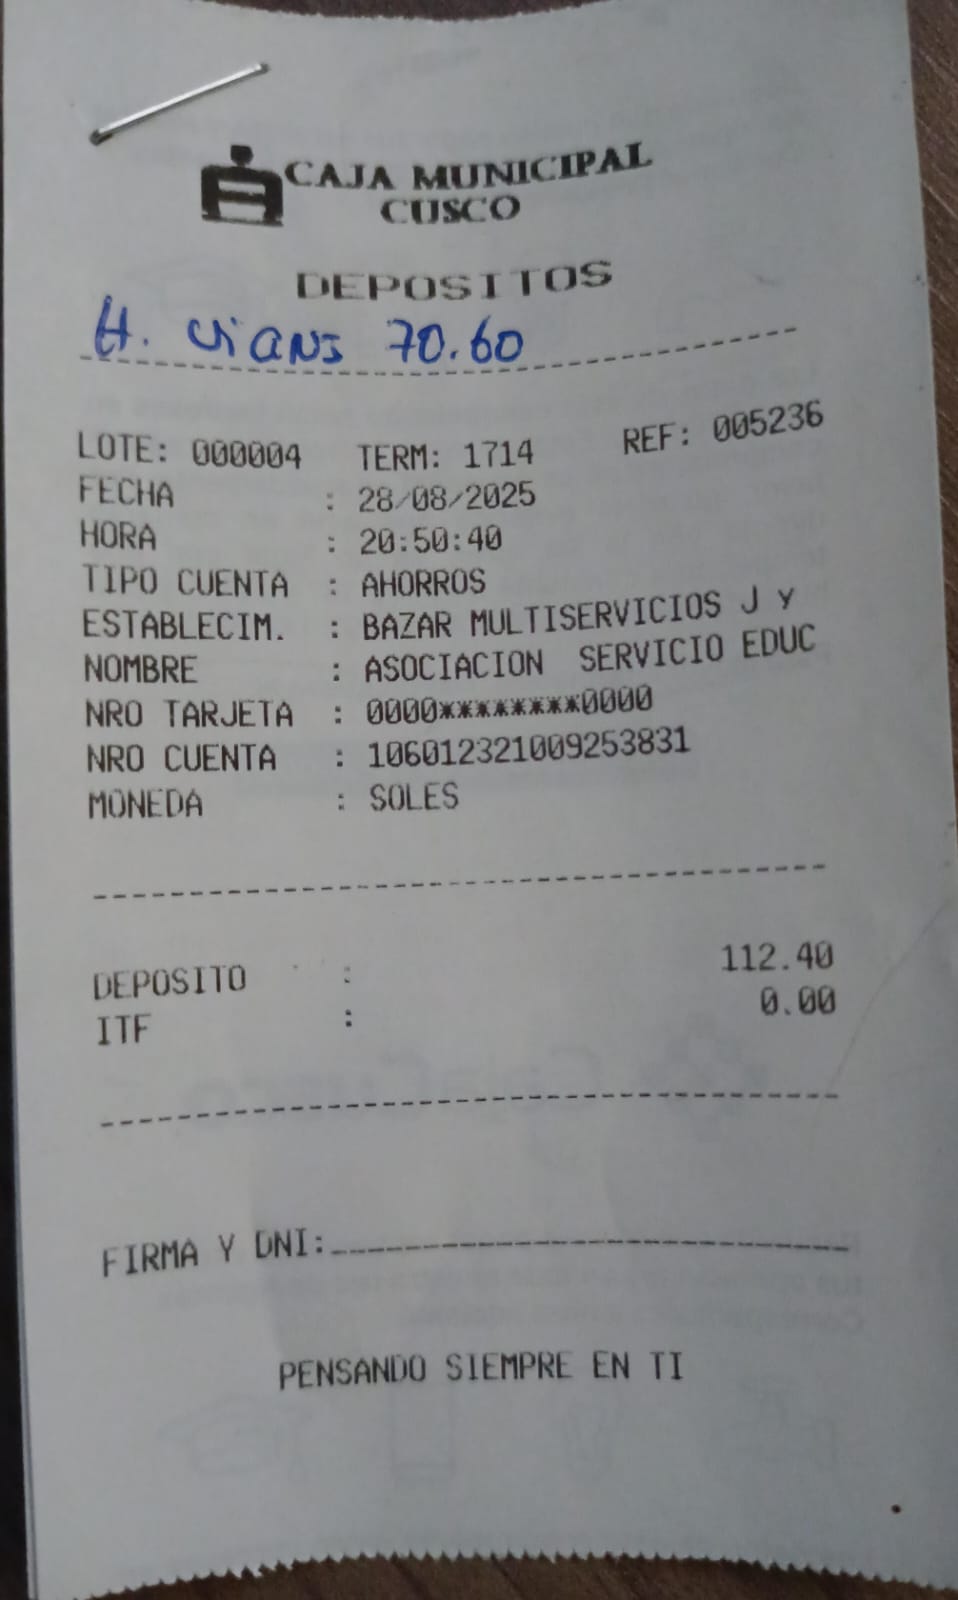 CAJA MUNICIPAL
CUSCO
DEPOSITOS
H. 70.60
LOTE: 000004 TERM: 1714 REF: 005236
FECHA : 28/08/2025
HORA : 20:50:40
TIPO CUENTA : AHORROS
ESTABLECIM. : BAZAR MULTISERVICIOS J Y
NOMBRE : ASOCIACION SERVICIO EDUC
NRO TARJETA : 0000********0000
NRO CUENTA : 106012321009253831
MONEDA : SOLES
DEPOSITO : 112.40
ITF : 0.00
FIRMA Y DNI:
PENSANDO SIEMPRE EN TI